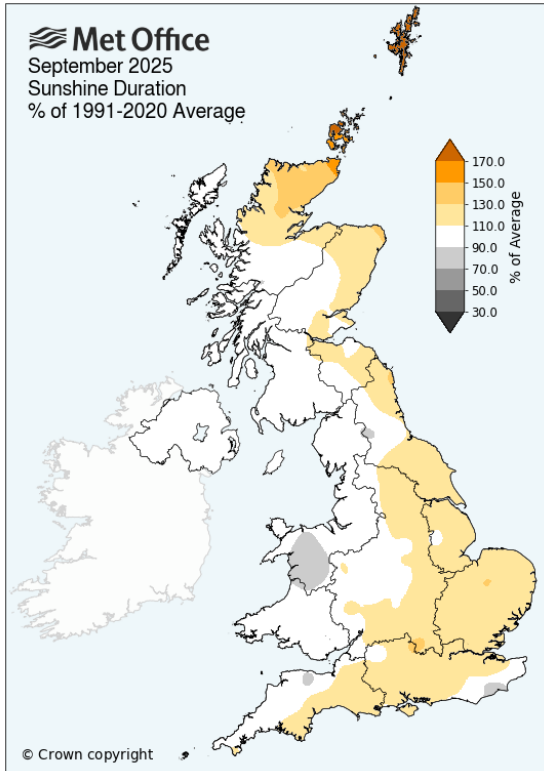 Met Office
September 2025
Sunshine Duration
% of 1991-2020 Average
170.0
150.0
130.0
110.0
90.0
70.0
50.0
30.0
% of Average
© Crown copyright